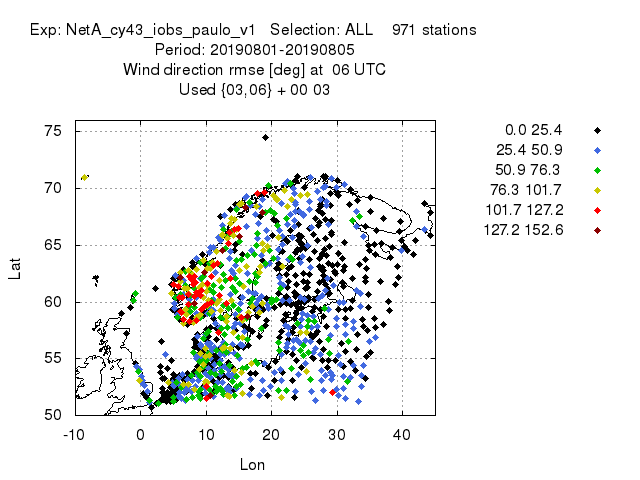 Exp: NetA_cy43_iobs_paulo_v1   Selection: ALL    971 stations
Period: 20190801-20190805
Wind direction rmse [deg] at  06 UTC
Used {03,06} + 00 03
0.0 25.4
25.4 50.9
50.9 76.3
76.3 101.7
101.7 127.2
127.2 152.6
75
70
65
60
55
50
Lat
-10 0 10 20 30 40
Lon